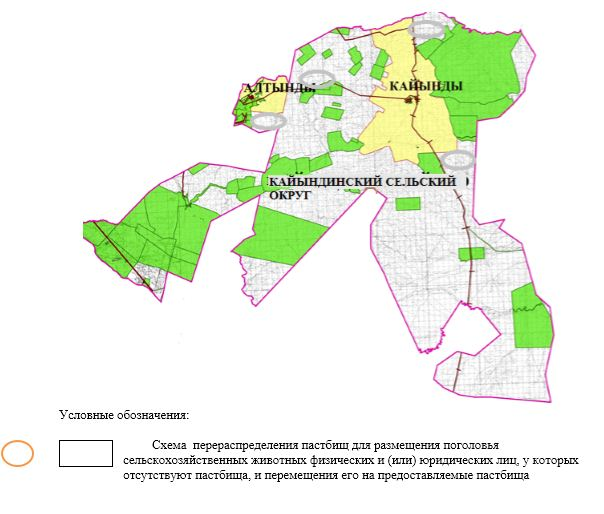 АЛТЫНДЫ
КАЙЫНДЫ
КАЙЫНДИНСКИЙ СЕЛЬСКИЙ
ОКРУГ
Условные обозначения:
Схема перераспределения пастбищ для размещения поголовья
сельскохозяйственных животных физических и (или) юридических лиц, у которых
отсутствуют пастбища, и перемещения его на предоставляемые пастбища